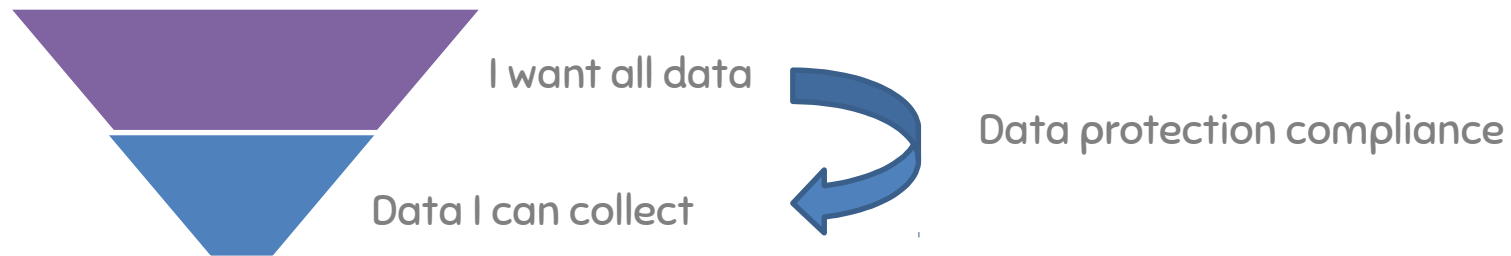 I want all data
Data protection compliance
Data I can collect